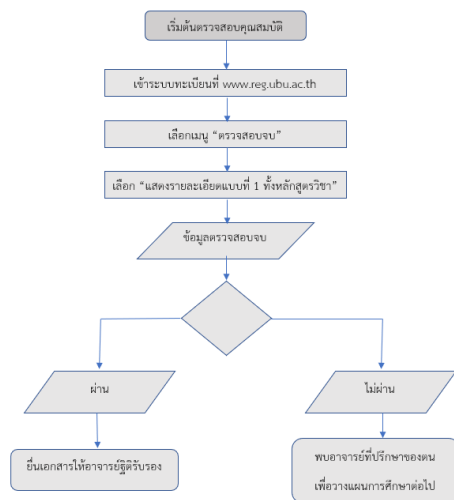 เริ่มต้นตรวจสอบคุณสมบัติ
เข้าระบบทะเบียนที่ www.reg.ubu.ac.th
เลือกเมนู “ตรวจสอบจบ”
เลือก “แสดงรายละเอียดแบบที่ 1 ทั้งหลักสูตรวิชา”
ข้อมูลตรวจสอบจบ
ผ่าน
ไม่ผ่าน
ยื่นเอกสารให้อาจารย์ฐิติรับรอง
พบอาจารย์ที่ปรึกษาของตน
เพื่อวางแผนการศึกษาต่อไป